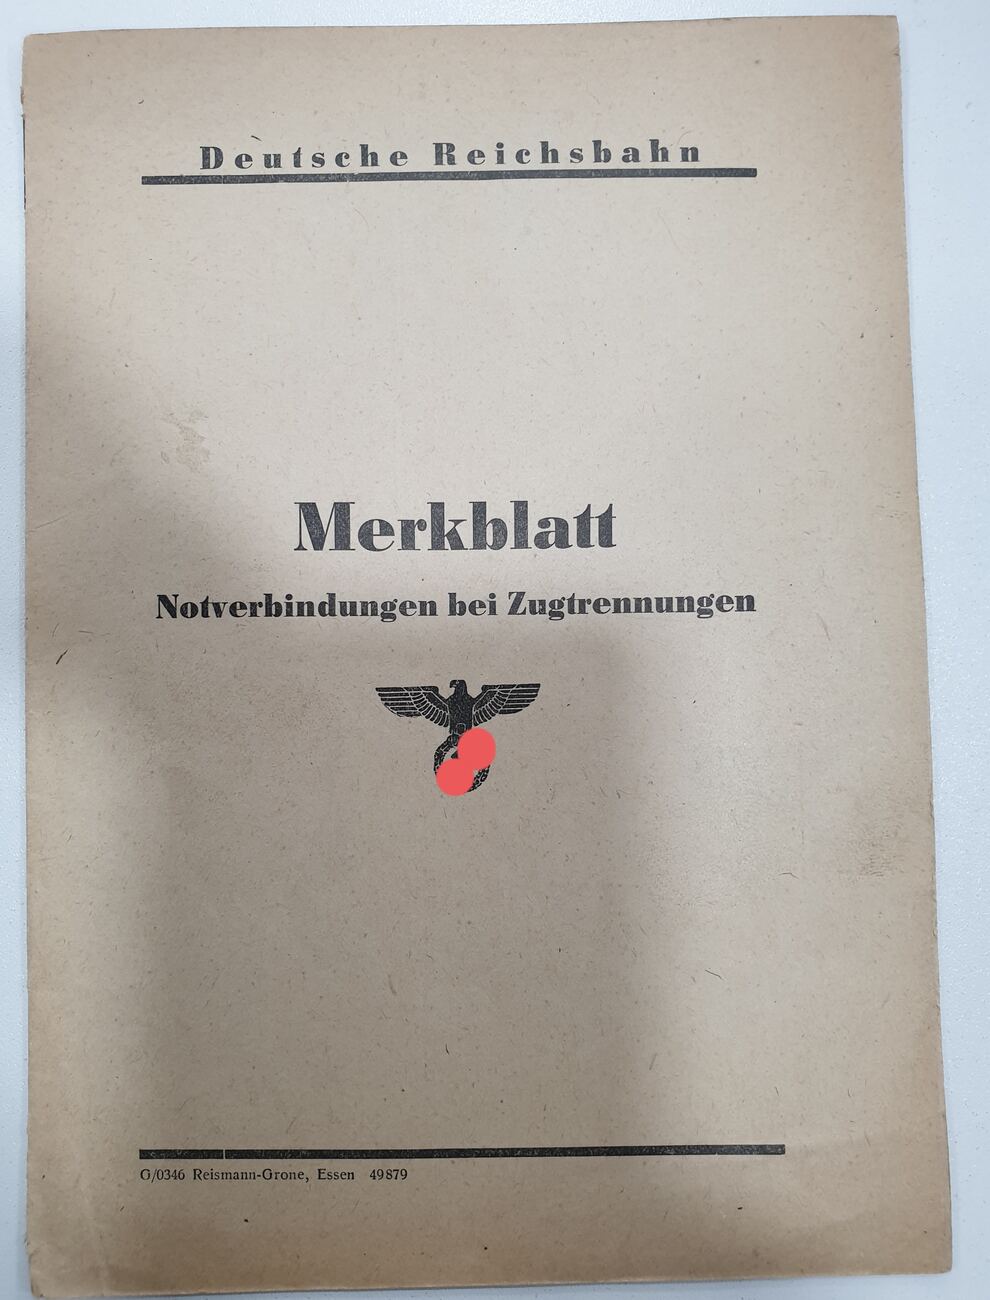 Deutsche Reichsbahn
Merkblatt
Notverbindungen bei Zugtrennungen
G/0346 Reismann-Grone, Essen 49879